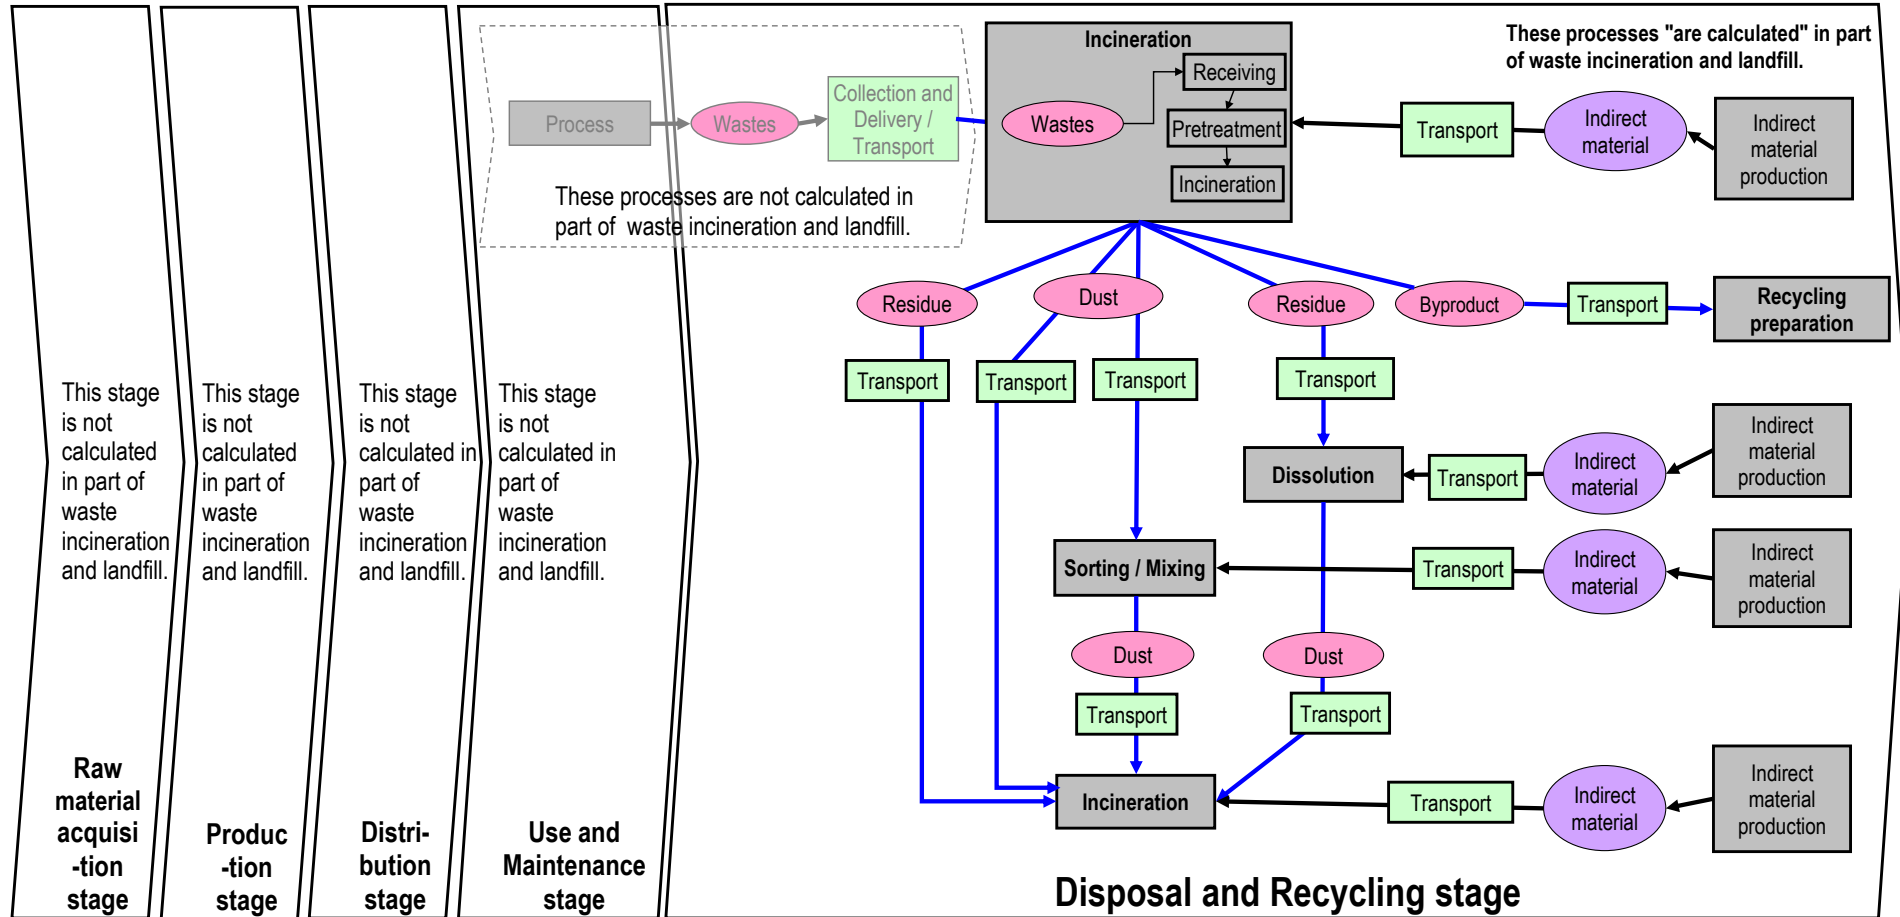 Incineration
These processes "are calculated" in part
of waste incineration and landfill.
Receiving
Process
Wastes
Collection and
Delivery /
Transport
Wastes
Pretreatment
Incineration
Transport
Indirect
material
Indirect
material
production
These processes are not calculated in
part of  waste incineration and landfill.
Residue
Dust
Residue
Byproduct
Transport
Recycling
preparation
Transport
Transport
Transport
Transport
This stage
is not
calculated
in part of
waste
incineration
and landfill.
This stage
is not
calculated
in part of
waste
incineration
and landfill.
This stage
is not
calculated in
part of
waste
incineration
and landfill.
This stage
is not
calculated in
part of
waste
incineration
and landfill.
Dissolution
Transport
Indirect
material
Indirect
material
production
Sorting / Mixing
Transport
Indirect
material
Indirect
material
production
Dust
Dust
Transport
Transport
Incineration
Transport
Indirect
material
Indirect
material
production
Raw
material
acquisi
-tion
stage
Produc
-tion
stage
Distri-
bution
stage
Use and
Maintenance
stage
Disposal and Recycling stage